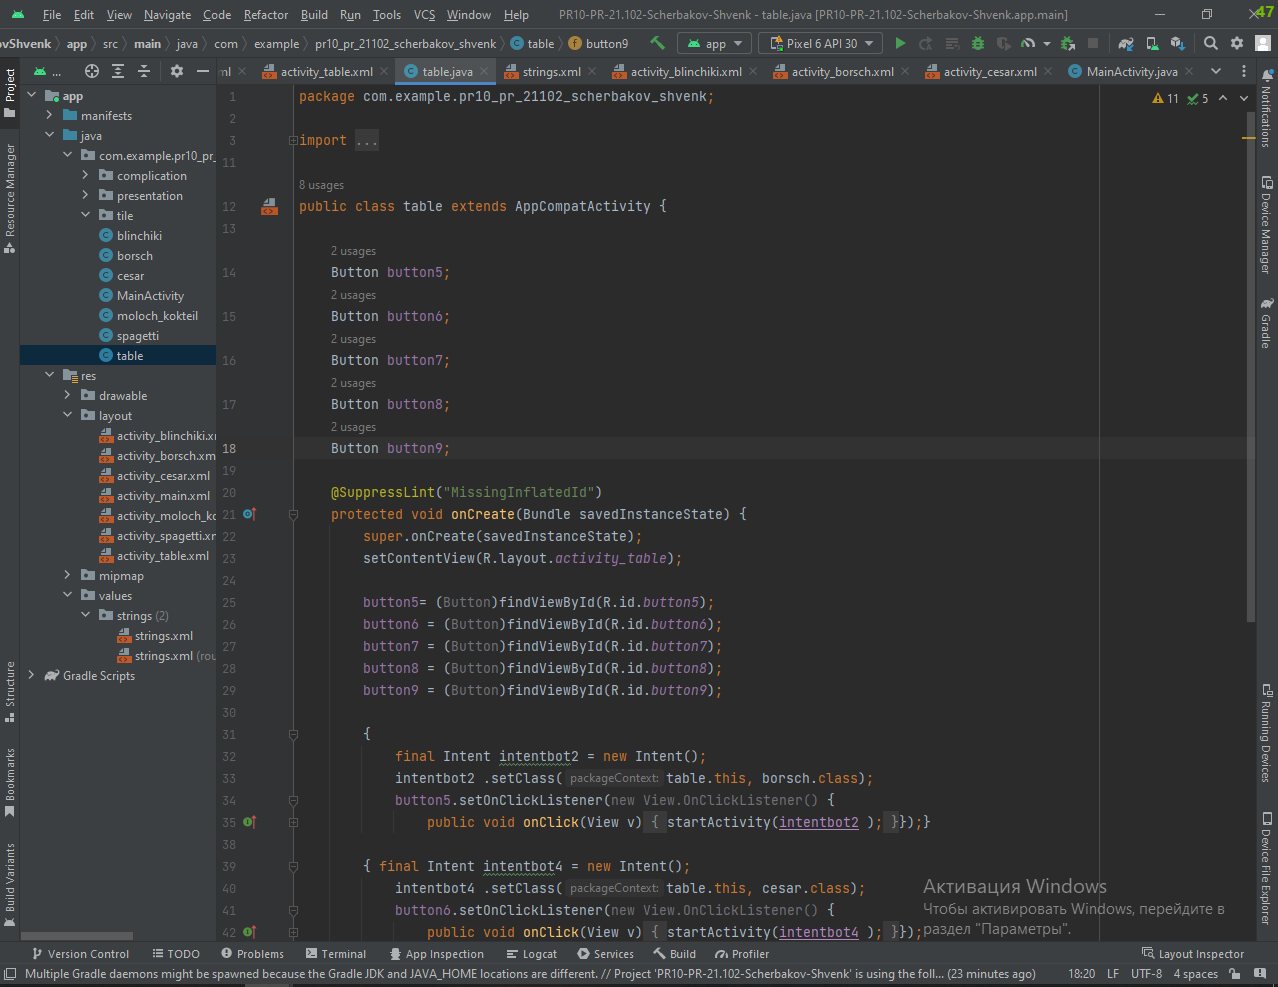 File Edit View Navigate Code Refactor Build Run Tools VCS Window Help PR10-PR-21.102-Scherbakov-Shvenk - table.java [PR10-PR-21.102-Scherbakov-Shvenk.app.main] 47
ovShvenk app src main java com example pr10_pr_21102_scherbakov_shvenk table button9 app Pixel 6 API 30
... ml activity_table.xml table.java strings.xml activity_blinchiki.xml activity_borsch.xml activity_cesar.xml MainActivity.java
Project
Resource Manager
Structure
Bookmarks
Build Variants
app
manifests
java
com.example.pr10_pr_
complication
presentation
tile
blinchiki
borsch
cesar
MainActivity
moloch_kokteil
spagetti
table
res
drawable
layout
activity_blinchiki.xm
activity_borsch.xm
activity_cesar.xml
activity_main.xml
activity_moloch_ko
activity_spagetti.xm
activity_table.xml
mipmap
values
strings (2)
strings.xml
strings.xml (rou
Gradle Scripts
1 package com.example.pr10_pr_21102_scherbakov_shvenk; 11 5
2
3 import ...
11
8 usages
12 public class table extends AppCompatActivity {
13
2 usages
14 Button button5;
2 usages
15 Button button6;
2 usages
16 Button button7;
2 usages
17 Button button8;
2 usages
18 Button button9;
19
20 @SuppressLint("MissingInflatedId")
21 protected void onCreate(Bundle savedInstanceState) {
22 super.onCreate(savedInstanceState);
23 setContentView(R.layout.activity_table);
24
25 button5= (Button)findViewById(R.id.button5);
26 button6 = (Button)findViewById(R.id.button6);
27 button7 = (Button)findViewById(R.id.button7);
28 button8 = (Button)findViewById(R.id.button8);
29 button9 = (Button)findViewById(R.id.button9);
30
31 {
32 final Intent intentbot2 = new Intent();
33 intentbot2 .setClass( packageContext: table.this, borsch.class);
34 button5.setOnClickListener(new View.OnClickListener() {
35 public void onClick(View v) { startActivity(intentbot2 ); }});}
38
39 { final Intent intentbot4 = new Intent();
40 intentbot4 .setClass( packageContext: table.this, cesar.class);
41 button6.setOnClickListener(new View.OnClickListener() {
42 public void onClick(View v) { startActivity(intentbot4 ); }});
Активация Windows
Чтобы активировать Windows, перейдите в
раздел "Параметры".
Notifications
Device Manager
Gradle
Running Devices
Device File Explorer
Version Control TODO Problems Terminal App Inspection Logcat Services Build Profiler Layout Inspector
Multiple Gradle daemons might be spawned because the Gradle JDK and JAVA_HOME locations are different. // Project 'PR10-PR-21.102-Scherbakov-Shvenk' is using the foll... (23 minutes ago) 18:20 LF UTF-8 4 spaces